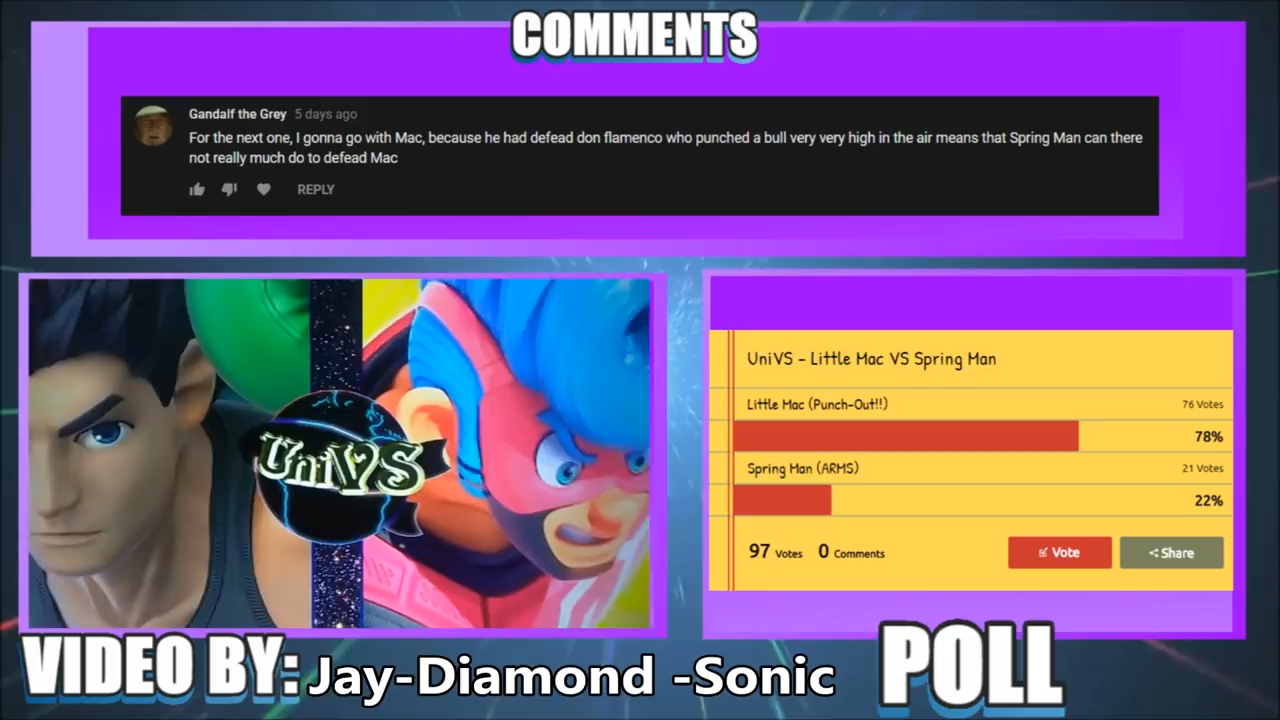 COMMENTS
Gandalf the Grey 5 days ago
For the next one, I gonna go with Mac, because he had defead don flamenco who punched a bull very very high in the air means that Spring Man can there
not really much do to defead Mac
REPLY
UniVS
UniVS - Little Mac VS Spring Man
Little Mac (Punch-Out!!) 76 Votes
78%
Spring Man (ARMS) 21 Votes
22%
97 Votes 0 Comments Vote Share
VIDEO BY: Jay-Diamond -Sonic
POLL